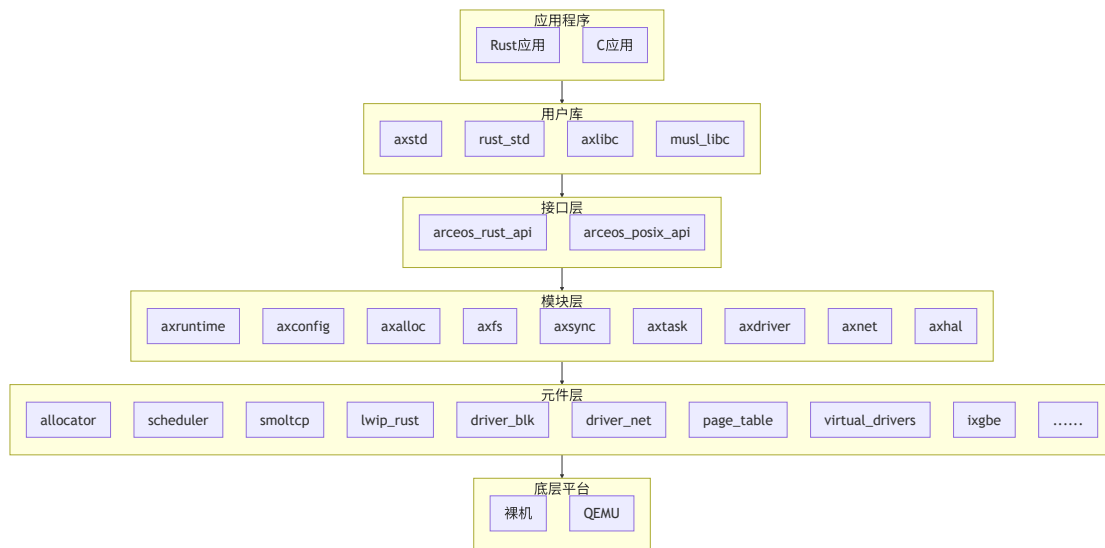 应用程序
Rust应用 C应用
用户库
axstd rust_std axlibc musl_libc
接口层
arceos_rust_api arceos_posix_api
模块层
axruntime axconfig axalloc axfs axsync axtask axdriver axnet axhal
元件层
allocator scheduler smoltcp lwip_rust driver_blk driver_net page_table virtual_drivers ixgbe ......
底层平台
裸机 QEMU